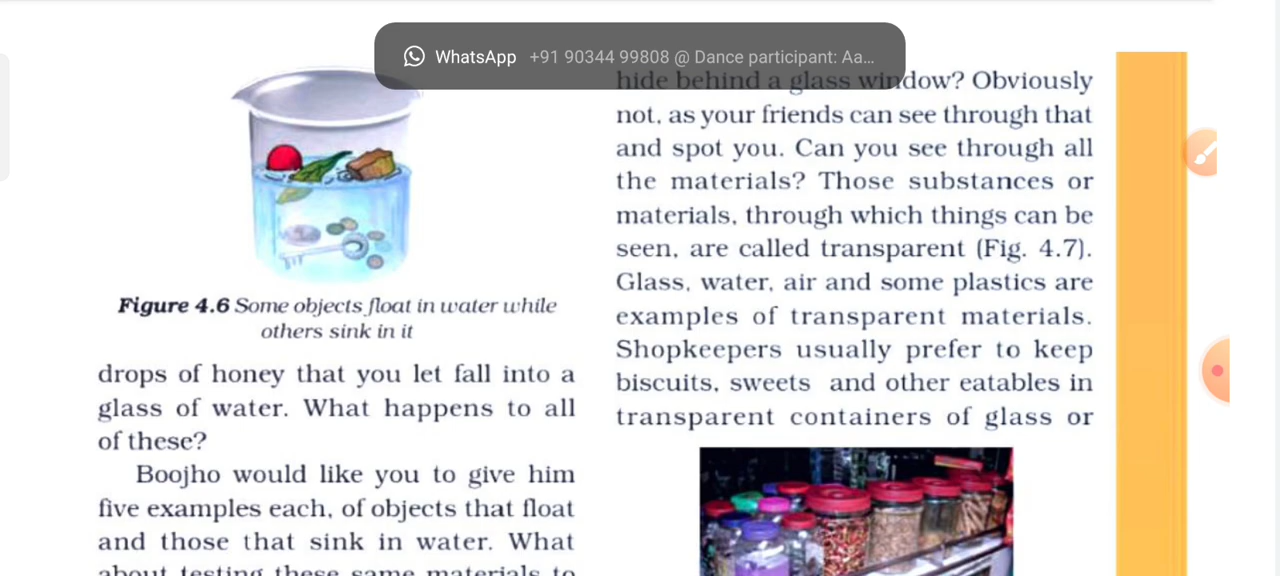 WhatsApp +91 90344 99808 @ Dance participant: Aa...
Figure 4.6 Some objects float in water while
others sink in it
drops of honey that you let fall into a
glass of water. What happens to all
of these?
Boojho would like you to give him
five examples each, of objects that float
and those that sink in water. What
about testing these same materials to
hide behind a glass window? Obviously
not, as your friends can see through that
and spot you. Can you see through all
the materials? Those substances or
materials, through which things can be
seen, are called transparent (Fig. 4.7).
Glass, water, air and some plastics are
examples of transparent materials.
Shopkeepers usually prefer to keep
biscuits, sweets and other eatables in
transparent containers of glass or